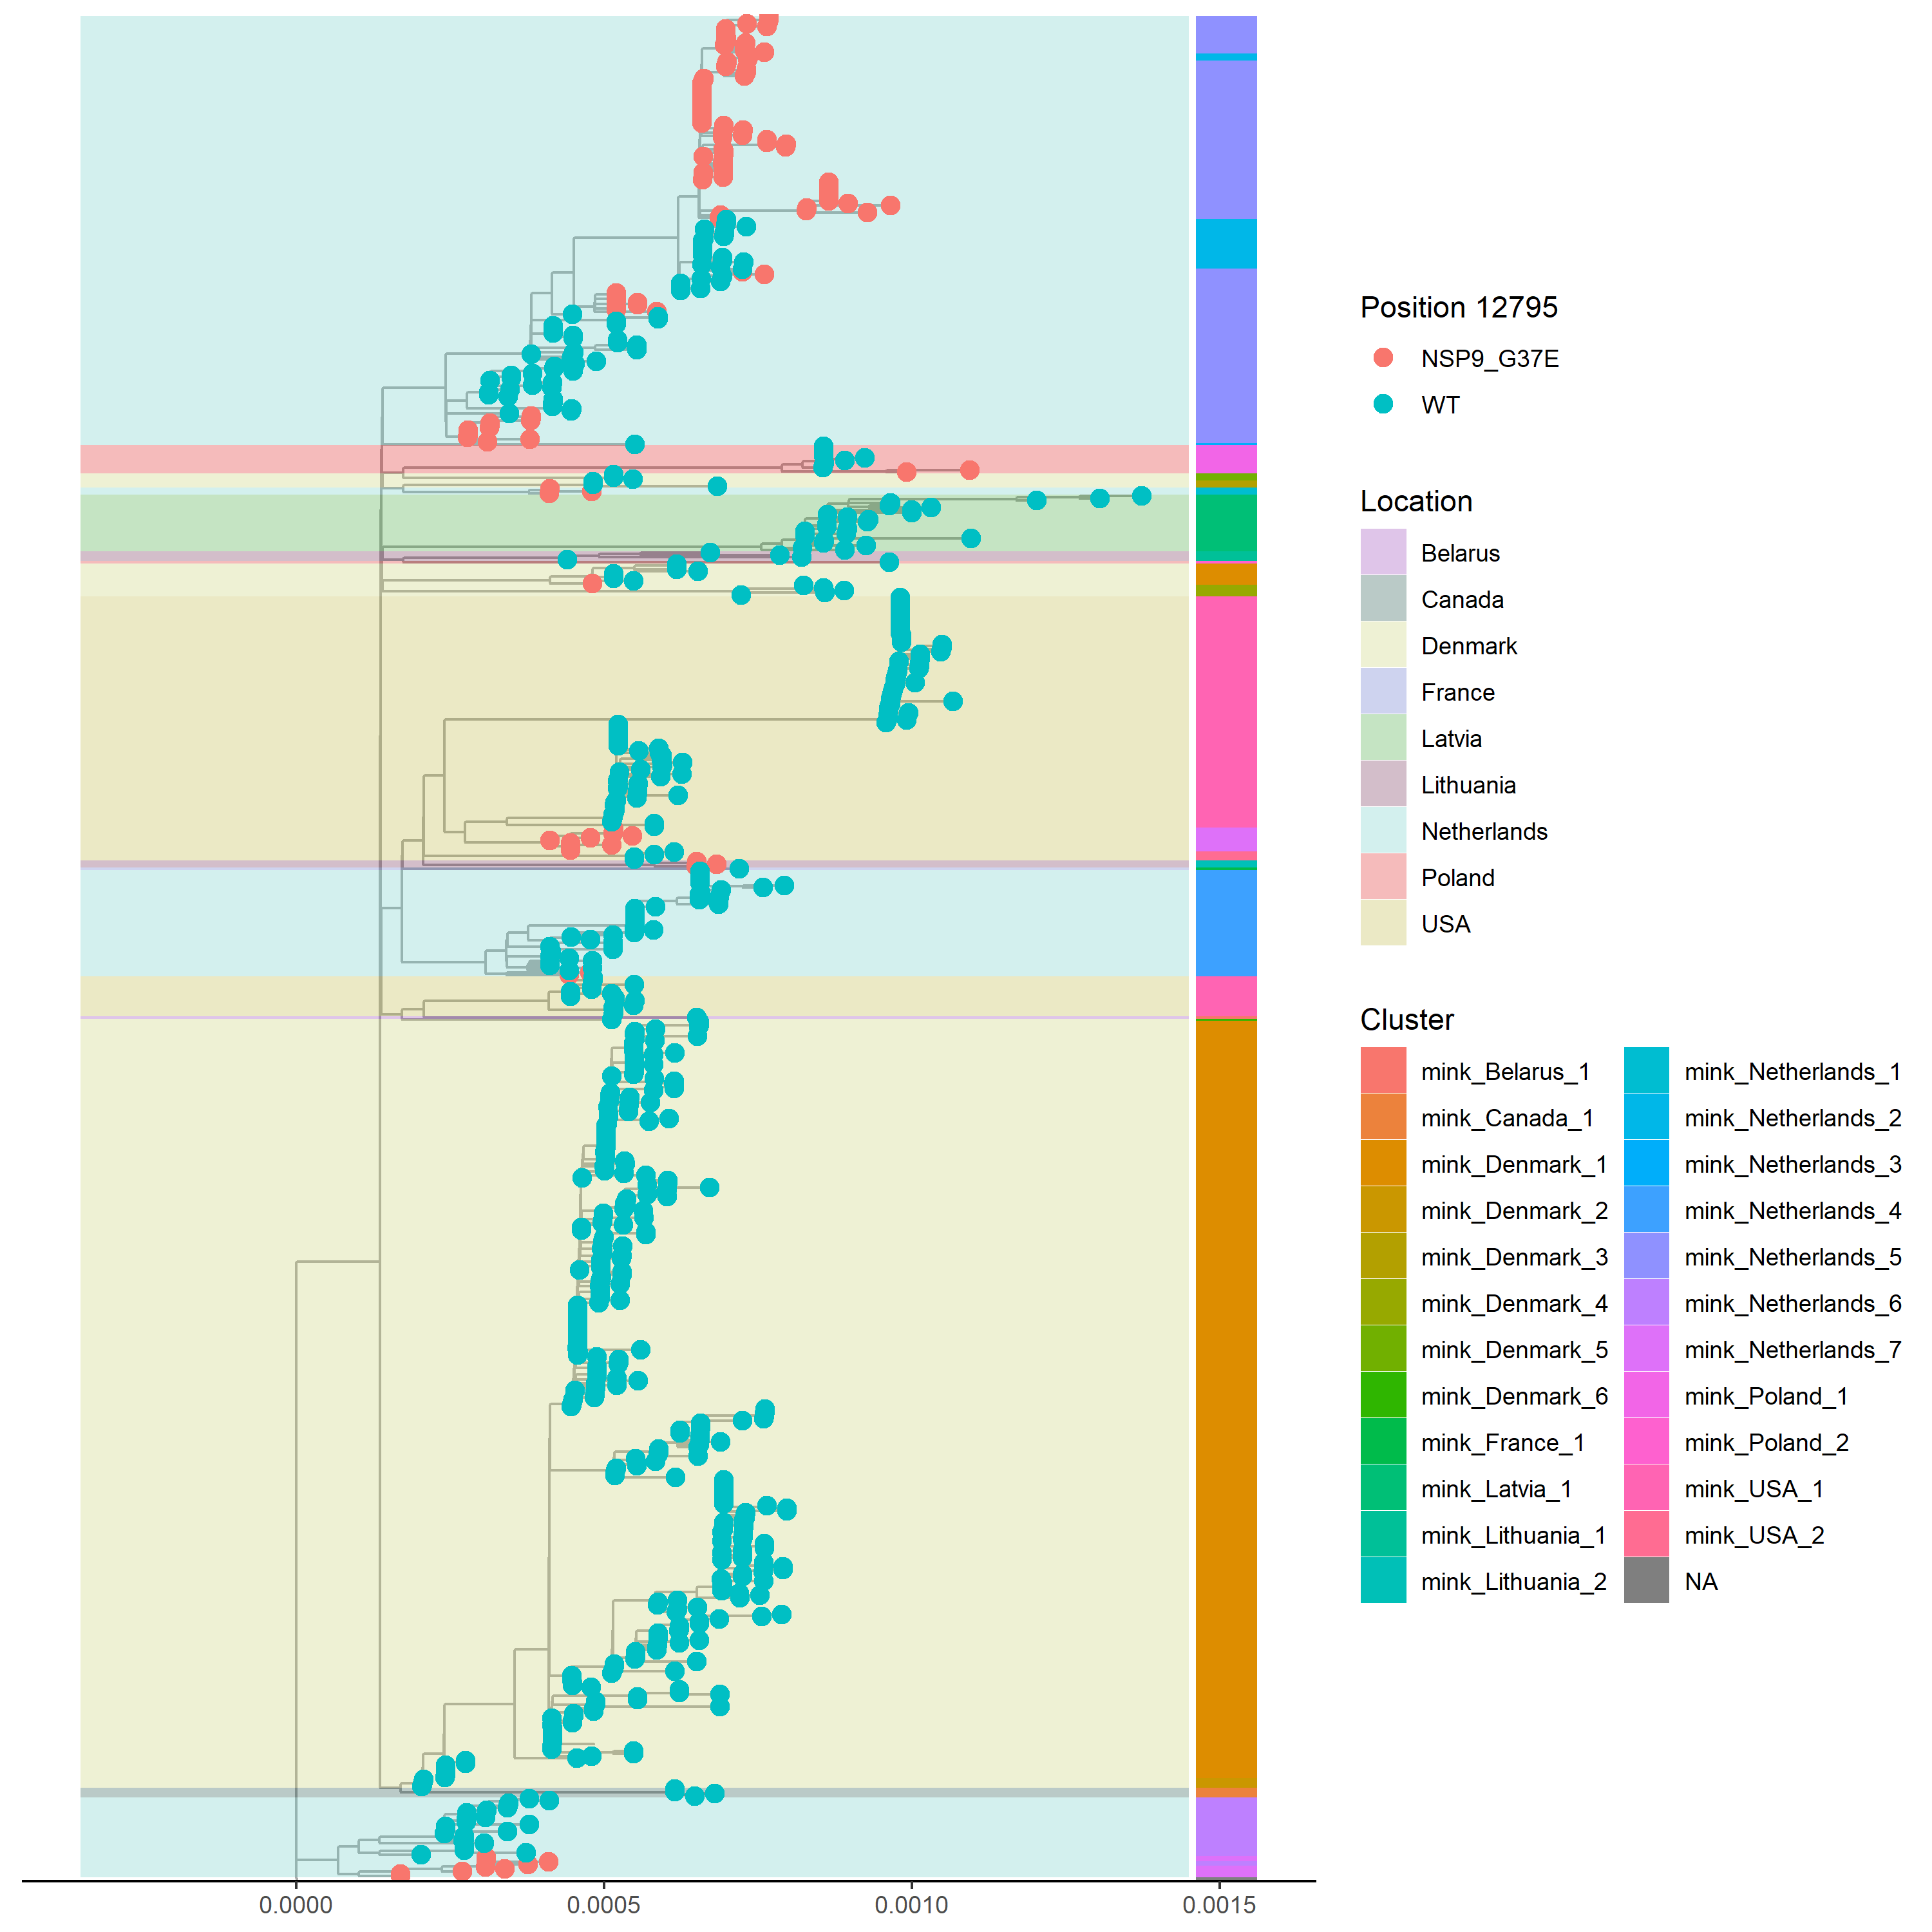 Position 12795
NSP9_G37E
WT
Location
Belarus
Canada
Denmark
France
Latvia
Lithuania
Netherlands
Poland
USA
Cluster
mink_Belarus_1
mink_Canada_1
mink_Denmark_1
mink_Denmark_2
mink_Denmark_3
mink_Denmark_4
mink_Denmark_5
mink_Denmark_6
mink_France_1
mink_Latvia_1
mink_Lithuania_1
mink_Lithuania_2
mink_Netherlands_1
mink_Netherlands_2
mink_Netherlands_3
mink_Netherlands_4
mink_Netherlands_5
mink_Netherlands_6
mink_Netherlands_7
mink_Poland_1
mink_Poland_2
mink_USA_1
mink_USA_2
NA
0.0000 0.0005 0.0010 0.0015